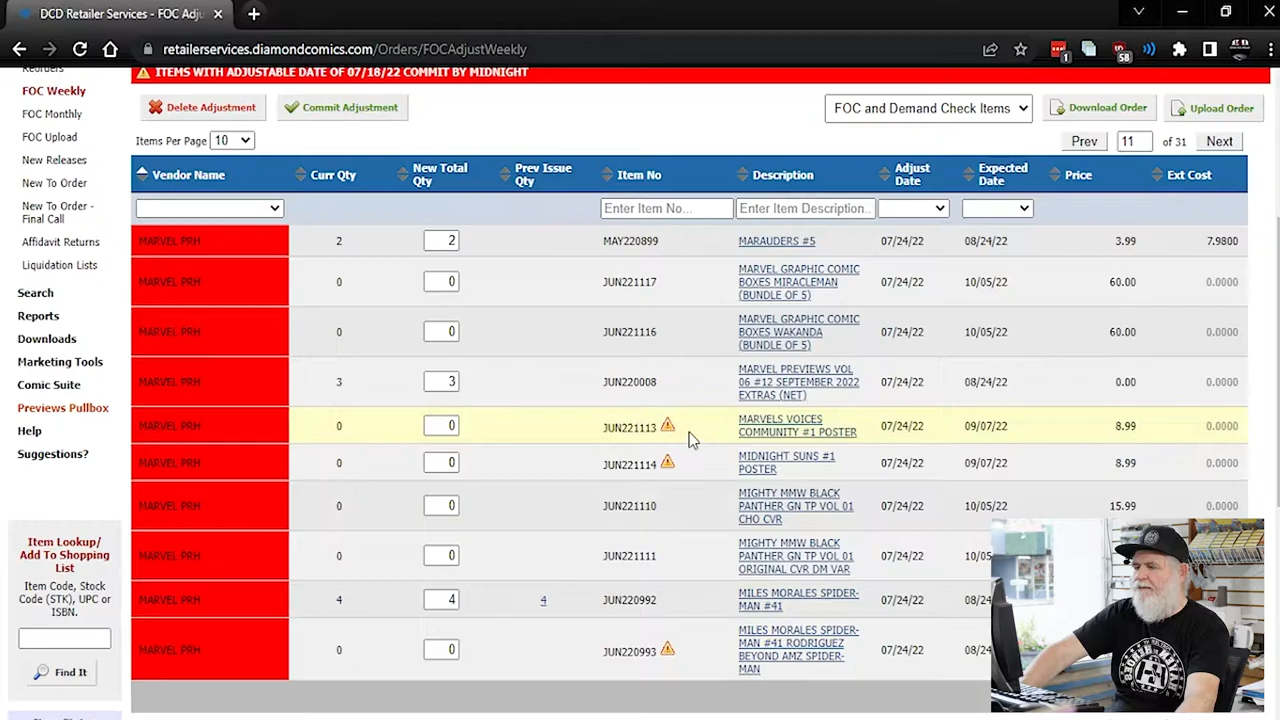 DCD Retailer Services - FOC Adju
retailerservices.diamondcomics.com/Orders/FOCAdjustWeekly
1
58
Reorders
FOC Weekly
FOC Monthly
FOC Upload
New Releases
New To Order
New To Order -
Final Call
Affidavit Returns
Liquidation Lists
Search
Reports
Downloads
Marketing Tools
Comic Suite
Previews Pullbox
Help
Suggestions?
Item Lookup/
Add To Shopping
List
Item Code, Stock
Code (STK), UPC or
ISBN.
Find It
ITEMS WITH ADJUSTABLE DATE OF 07/18/22 COMMIT BY MIDNIGHT
Delete Adjustment Commit Adjustment FOC and Demand Check Items Download Order Upload Order
Items Per Page 10 Prev 11 of 31 Next
Vendor Name Curr Qty New Total Qty Prev Issue Qty Item No Description Adjust Date Expected Date Price Ext Cost
Enter Item No... Enter Item Description..
MARVEL PRH 2 2 MAY220899 MARAUDERS #5 07/24/22 08/24/22 3.99 7.9800
MARVEL GRAPHIC COMIC
MARVEL PRH 0 0 JUN221117 BOXES MIRACLEMAN 07/24/22 10/05/22 60.00 0.0000
(BUNDLE OF 5)
MARVEL GRAPHIC COMIC
MARVEL PRH 0 0 JUN221116 BOXES WAKANDA 07/24/22 10/05/22 60.00 0.0000
(BUNDLE OF 5)
MARVEL PREVIEWS VOL
MARVEL PRH 3 3 JUN220008 06 #12 SEPTEMBER 2022 07/24/22 08/24/22 0.00 0.0000
EXTRAS (NET)
MARVEL PRH 0 0 JUN221113 MARVELS VOICES 07/24/22 09/07/22 8.99 0.0000
COMMUNITY #1 POSTER
MARVEL PRH 0 0 JUN221114 MIDNIGHT SUNS #1 07/24/22 09/07/22 8.99 0.0000
POSTER
MIGHTY MMW BLACK
MARVEL PRH 0 0 JUN221110 PANTHER GN TP VOL 01 07/24/22 10/05/22 15.99 0.0000
CHO CVR
MIGHTY MMW BLACK
MARVEL PRH 0 0 JUN221111 PANTHER GN TP VOL 01 07/24/22 10/05
ORIGINAL CVR DM VAR
MARVEL PRH 4 4 4 JUN220992 MILES MORALES SPIDER- 07/24/22 08/24
MAN #41
MILES MORALES SPIDER-
MARVEL PRH 0 0 JUN220993 MAN #41 RODRIGUEZ 07/24/22 08/24
BEYOND AMZ SPIDER-
MAN